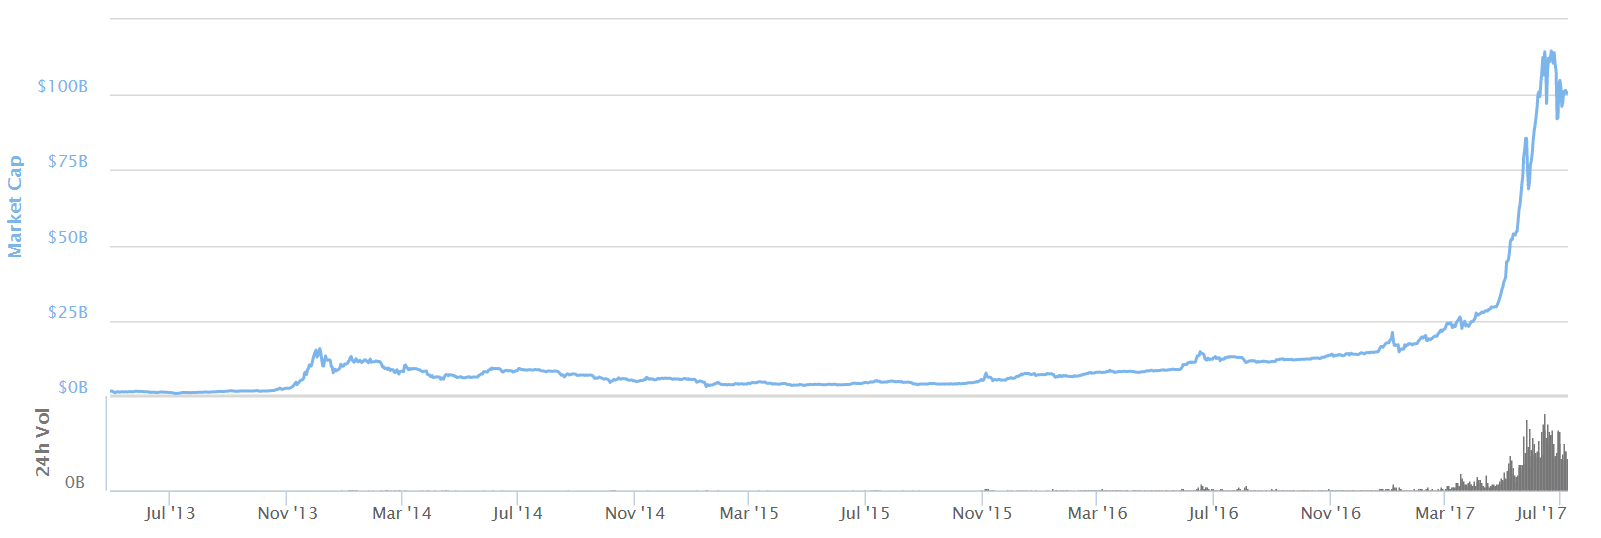 $100B
$75B
$50B
$25B
$0B
Market Cap
24h Vol
0B
Jul '13
Nov '13
Mar '14
Jul '14
Nov '14
Mar '15
Jul '15
Nov '15
Mar '16
Jul '16
Nov '16
Mar '17
Jul '17